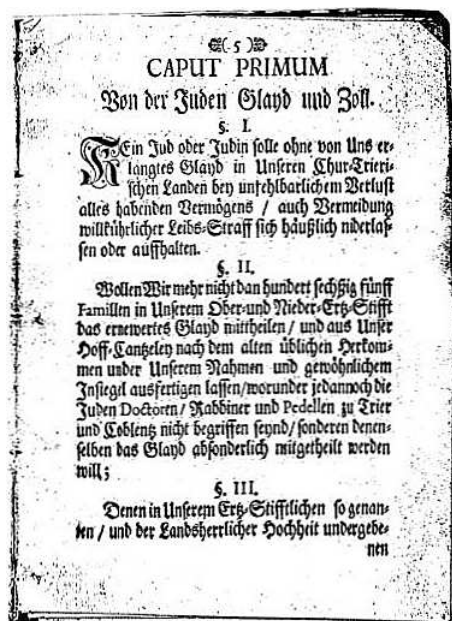 (5)
CAPUT PRIMUM
Von der Juden Glayd und Zoll.
§. I.
KEin Jud oder Judin solle ohne von Uns er-
langtes Glayd in Unseren Chur-Trieri-
schen Landen bey unfehlbarlichem Verlust
alles habenden Vermögens / auch Vermeidung
willkührlicher Leibs-Straff sich häußlich niderlas-
sen oder auffhalten.
§. II.
Wollen Wir mehr nicht dan hundert sechßig fünff
Famillen in Unserem Ober-und Nieder-Ertz-Stifft
das ernewertes Glayd mittheilen / und aus Unser
Hoff-Cantzeley nach dem alten üblichen Herkom-
men under Unserem Nahmen und gewöhnlichem
Insiegel ausfertigen lassen/worunder jedannoch die
Juden Doctoren/ Rabbiner und Pedellen zu Trier
und Coblentz nicht begriffen seynd/ sonderen denen-
selben das Glayd absonderlich mitgetheilt werden
will;
§. III.
Denen in Unserem Ertz-Stifftlichen so genan-
ten / und der Landsherrlicher Hochheit undergebe-
nen